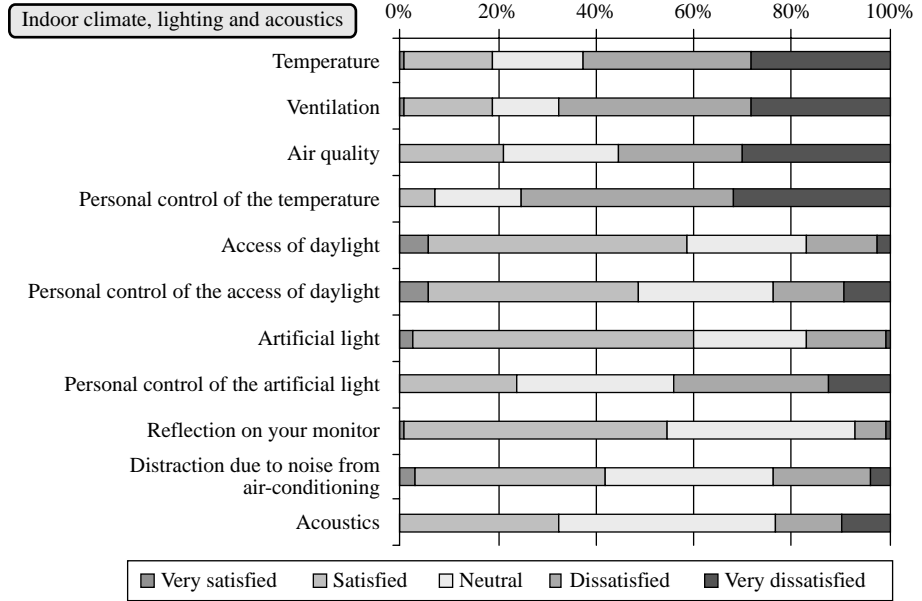 Indoor climate, lighting and acoustics
0% 20% 40% 60% 80% 100%
Temperature
Ventilation
Air quality
Personal control of the temperature
Access of daylight
Personal control of the access of daylight
Artificial light
Personal control of the artificial light
Reflection on your monitor
Distraction due to noise from
air-conditioning
Acoustics
Very satisfied Satisfied Neutral Dissatisfied Very dissatisfied